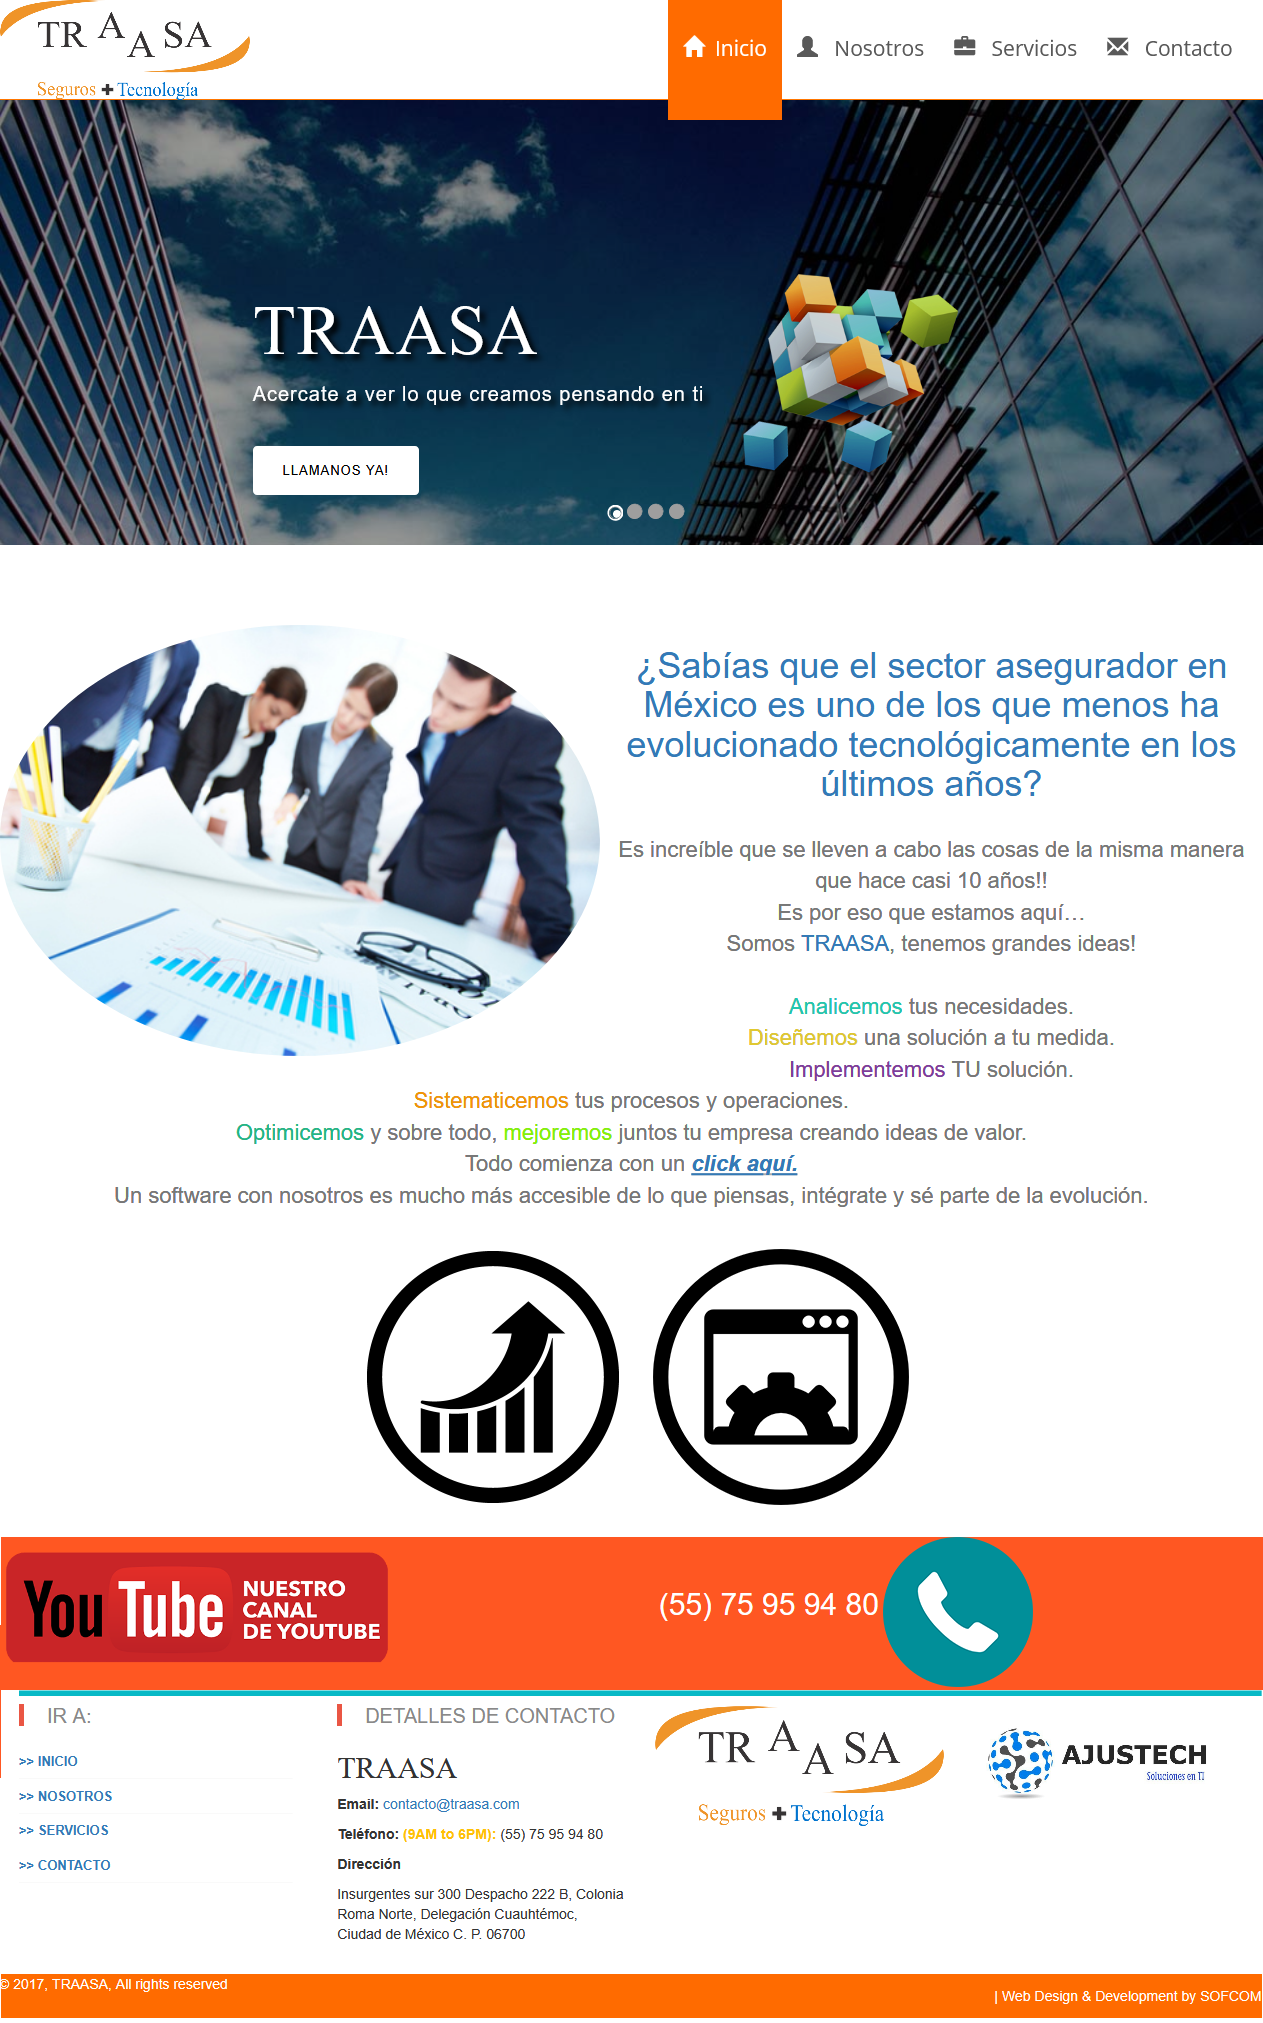 TR A A SA
Seguros + Tecnología
Inicio
Nosotros
Servicios
Contacto
TRAASA
Acercate a ver lo que creamos pensando en ti
LLAMANOS YA!
¿Sabías que el sector asegurador en
México es uno de los que menos ha
evolucionado tecnológicamente en los
últimos años?
Es increíble que se lleven a cabo las cosas de la misma manera
que hace casi 10 años!!
Es por eso que estamos aquí…
Somos TRAASA, tenemos grandes ideas!
Analicemos tus necesidades.
Diseñemos una solución a tu medida.
Implementemos TU solución.
Sistematicemos tus procesos y operaciones.
Optimicemos y sobre todo, mejoremos juntos tu empresa creando ideas de valor.
Todo comienza con un click aquí.
Un software con nosotros es mucho más accesible de lo que piensas, intégrate y sé parte de la evolución.
You Tube
NUESTRO
CANAL
DE YOUTUBE
(55) 75 95 94 80
IR A:
>> INICIO
>> NOSOTROS
>> SERVICIOS
>> CONTACTO
DETALLES DE CONTACTO
TRAASA
Email: contacto@traasa.com
Teléfono: (9AM to 6PM): (55) 75 95 94 80
Dirección
Insurgentes sur 300 Despacho 222 B, Colonia
Roma Norte, Delegación Cuauhtémoc,
Ciudad de México C. P. 06700
TR A A SA
Seguros + Tecnología
AJUSTECH
Soluciones en TI
© 2017, TRAASA, All rights reserved
| Web Design & Development by SOFCOM